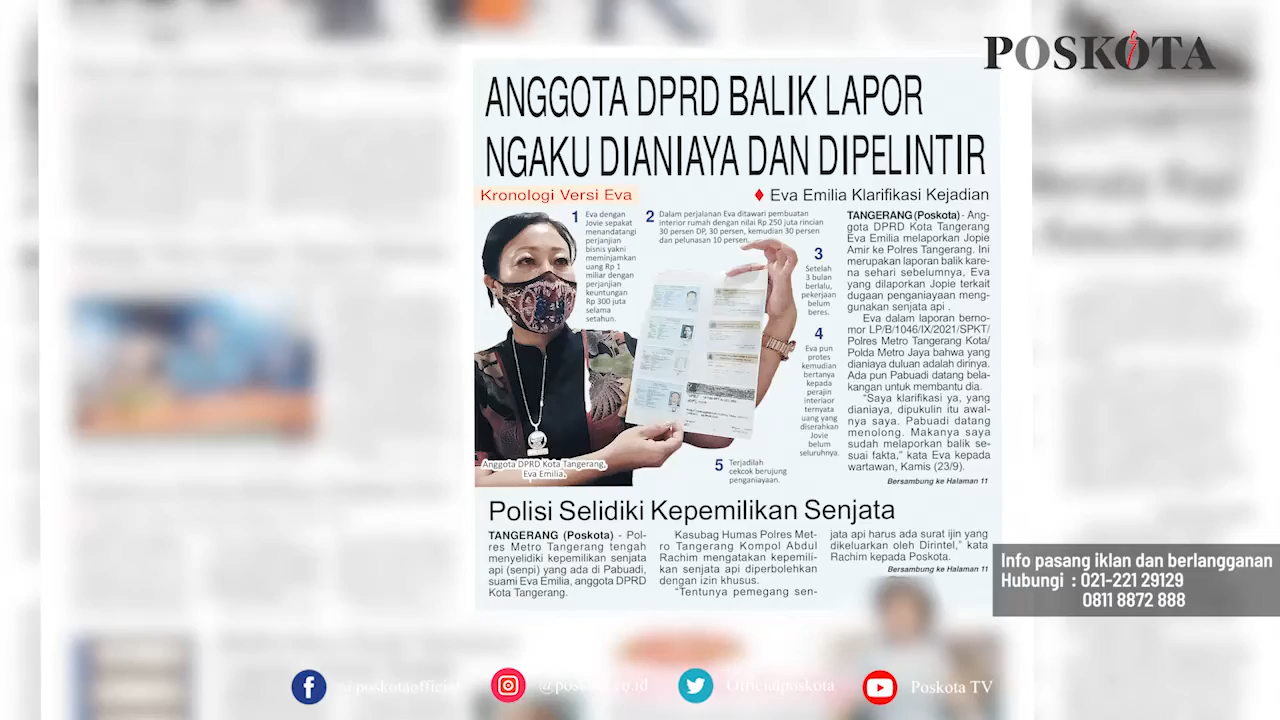 POSKOTA
ANGGOTA DPRD BALIK LAPOR
NGAKU DIANIAYA DAN DIPELINTIR
Kronologi Versi Eva
Eva Emilia Klarifikasi Kejadian
1 Eva dengan
Jovie sepakat
menandatangi
perjanjian
bisnis yakni
meminjamkan
uang Rp 1
miliar dengan
perjanjian
keuntungan
Rp 300 juta
selama
setahun.
2 Dalam perjalanan Eva ditawari pembuatan
interior rumah dengan nilai Rp 250 juta rincian
30 persen DP, 30 persen, kemudian 30 persen
dan pelunasan 10 persen.
3
Setelah
3 bulan
berlalu,
pekerjaan
belum
beres.
4
Eva pun
protes
kemudian
bertanya
kepada
perajin
interiaor
ternyata
uang yang
diserahkan
Jovie
belum
seluruhnya.
5 Terjadilah
cekcok berujung
penganiayaan.
Anggota DPRD Kota Tangerang,
Eva Emilia.
TANGERANG (Poskota) - Ang-
gota DPRD Kota Tangerang
Eva Emilia melaporkan Jopie
Amir ke Polres Tangerang. Ini
merupakan laporan balik kare-
na sehari sebelumnya, Eva
yang dilaporkan Jopie terkait
dugaan penganiayaan meng-
gunakan senjata api .
Eva dalam laporan berno-
mor LP/B/1046/IX/2021/SPKT/
Polres Metro Tangerang Kota/
Polda Metro Jaya bahwa yang
dianiaya duluan adalah dirinya.
Ada pun Pabuadi datang bela-
kangan untuk membantu dia.
"Saya klarifikasi ya, yang
dianiaya, dipukulin itu awal-
nya saya. Pabuadi datang
menolong. Makanya saya
sudah melaporkan balik se-
suai fakta," kata Eva kepada
wartawan, Kamis (23/9).
Bersambung ke Halaman 11
Polisi Selidiki Kepemilikan Senjata
TANGERANG (Poskota) - Pol-
res Metro Tangerang tengah
menyelidiki kepemilikan senjata
api (senpi) yang ada di Pabuadi,
suami Eva Emilia, anggota DPRD
Kota Tangerang.
Kasubag Humas Polres Met-
ro Tangerang Kompol Abdul
Rachim mengatakan kepemili-
kan senjata api diperbolehkan
dengan izin khusus.
"Tentunya pemegang sen-
jata api harus ada surat ijin yang
dikeluarkan oleh Dirintel," kata
Rachim kepada Poskota.
Bersambung ke Halaman 11
Info pasang iklan dan berlangganan
Hubungi : 021-221 29129
0811 8872 888
@poskotaofficial
@poskota.co.id
Officialposkota
Poskota TV